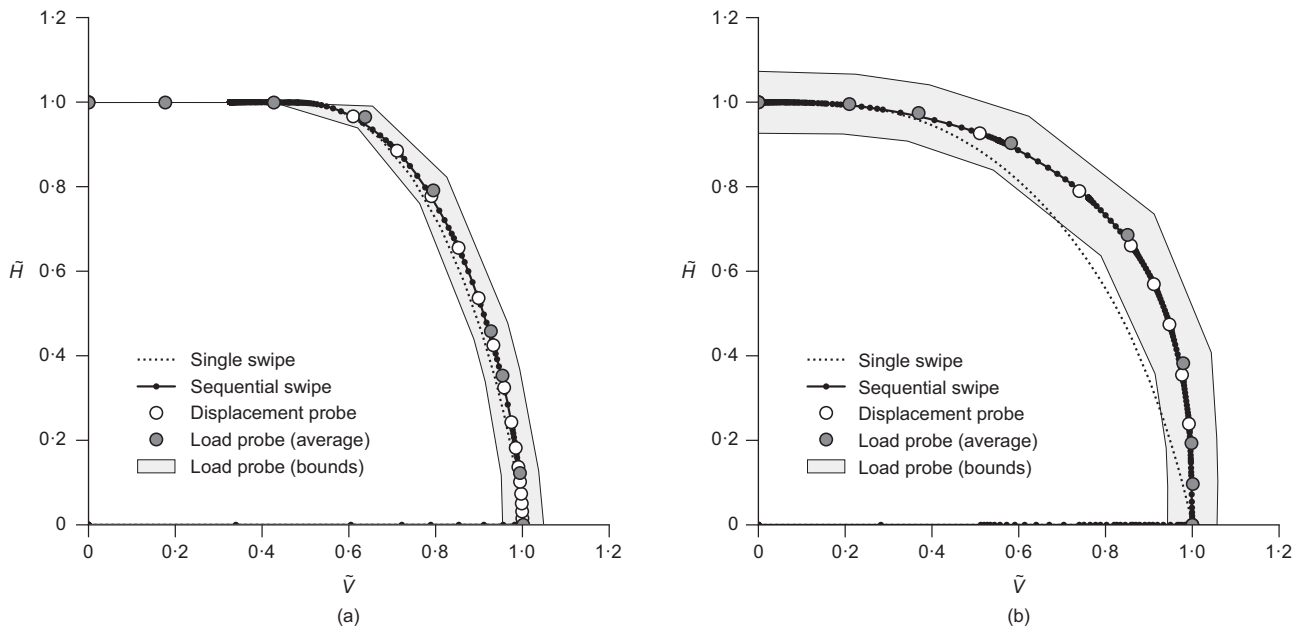 1·2
1·0
0·8
0·6
0·4
0·2
0
H̃
Single swipe
Sequential swipe
Displacement probe
Load probe (average)
Load probe (bounds)
0 0·2 0·4 0·6 0·8 1·0 1·2
Ṽ
(a)
1·2
1·0
0·8
0·6
0·4
0·2
0
H̃
Single swipe
Sequential swipe
Displacement probe
Load probe (average)
Load probe (bounds)
0 0·2 0·4 0·6 0·8 1·0 1·2
Ṽ
(b)